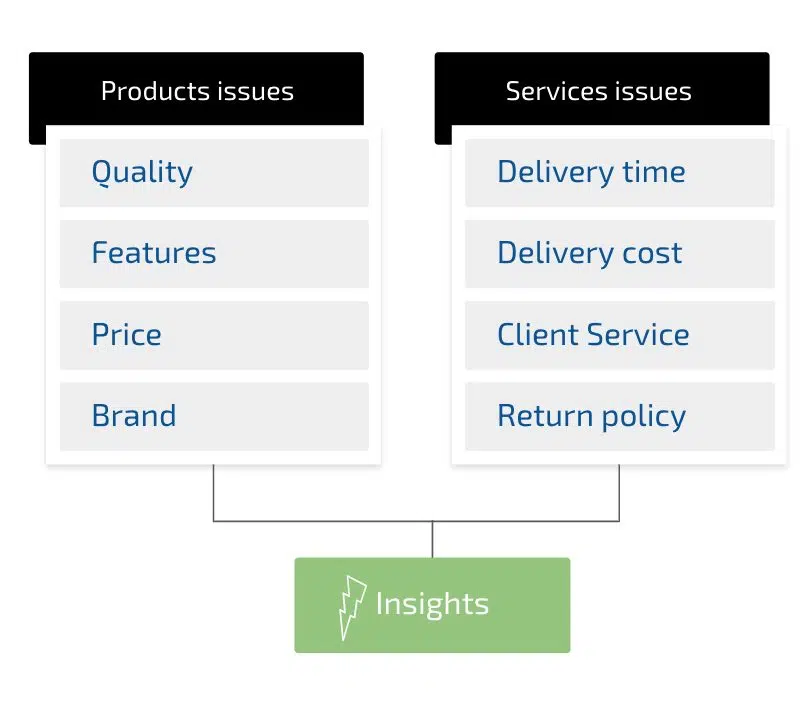 Products issues
Quality
Features
Price
Brand
Services issues
Delivery time
Delivery cost
Client Service
Return policy
Insights